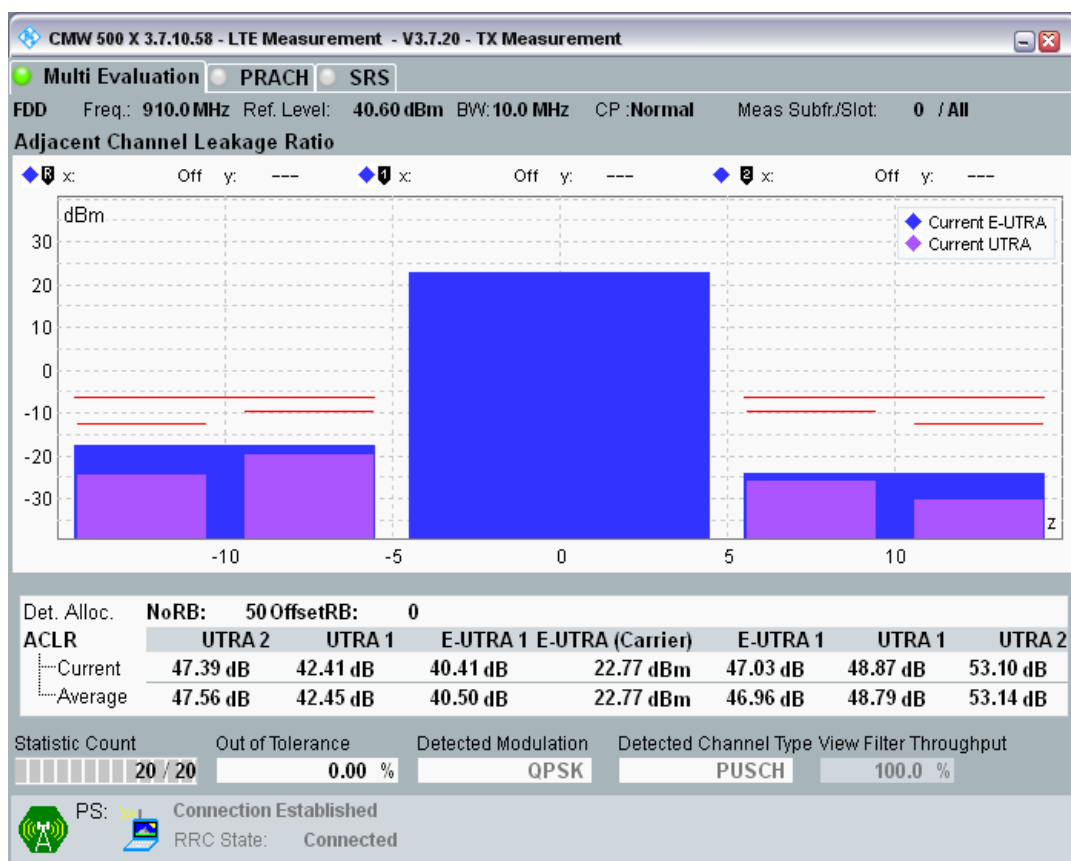 CMW 500 X 3.7.10.58 - LTE Measurement - V3.7.20 - TX Measurement
Multi Evaluation PRACH SRS
FDD Freq.: 910.0 MHz Ref. Level: 40.60 dBm BW: 10.0 MHz CP :Normal Meas Subfr./Slot: 0 / All
Adjacent Channel Leakage Ratio
R x: Off y: --- 1 x: Off y: --- 2 x: Off y: ---
dBm
Current E-UTRA
Current UTRA
30
20
10
0
-10
-20
-30
z
-10 -5 0 5 10
Det. Alloc. NoRB: 50 OffsetRB: 0
ACLR UTRA 2 UTRA 1 E-UTRA 1 E-UTRA (Carrier) E-UTRA 1 UTRA 1 UTRA 2
Current 47.39 dB 42.41 dB 40.41 dB 22.77 dBm 47.03 dB 48.87 dB 53.10 dB
Average 47.56 dB 42.45 dB 40.50 dB 22.77 dBm 46.96 dB 48.79 dB 53.14 dB
Statistic Count Out of Tolerance Detected Modulation Detected Channel Type View Filter Throughput
20 / 20 0.00 % QPSK PUSCH 100.0 %
PS: Connection Established
RRC State: Connected